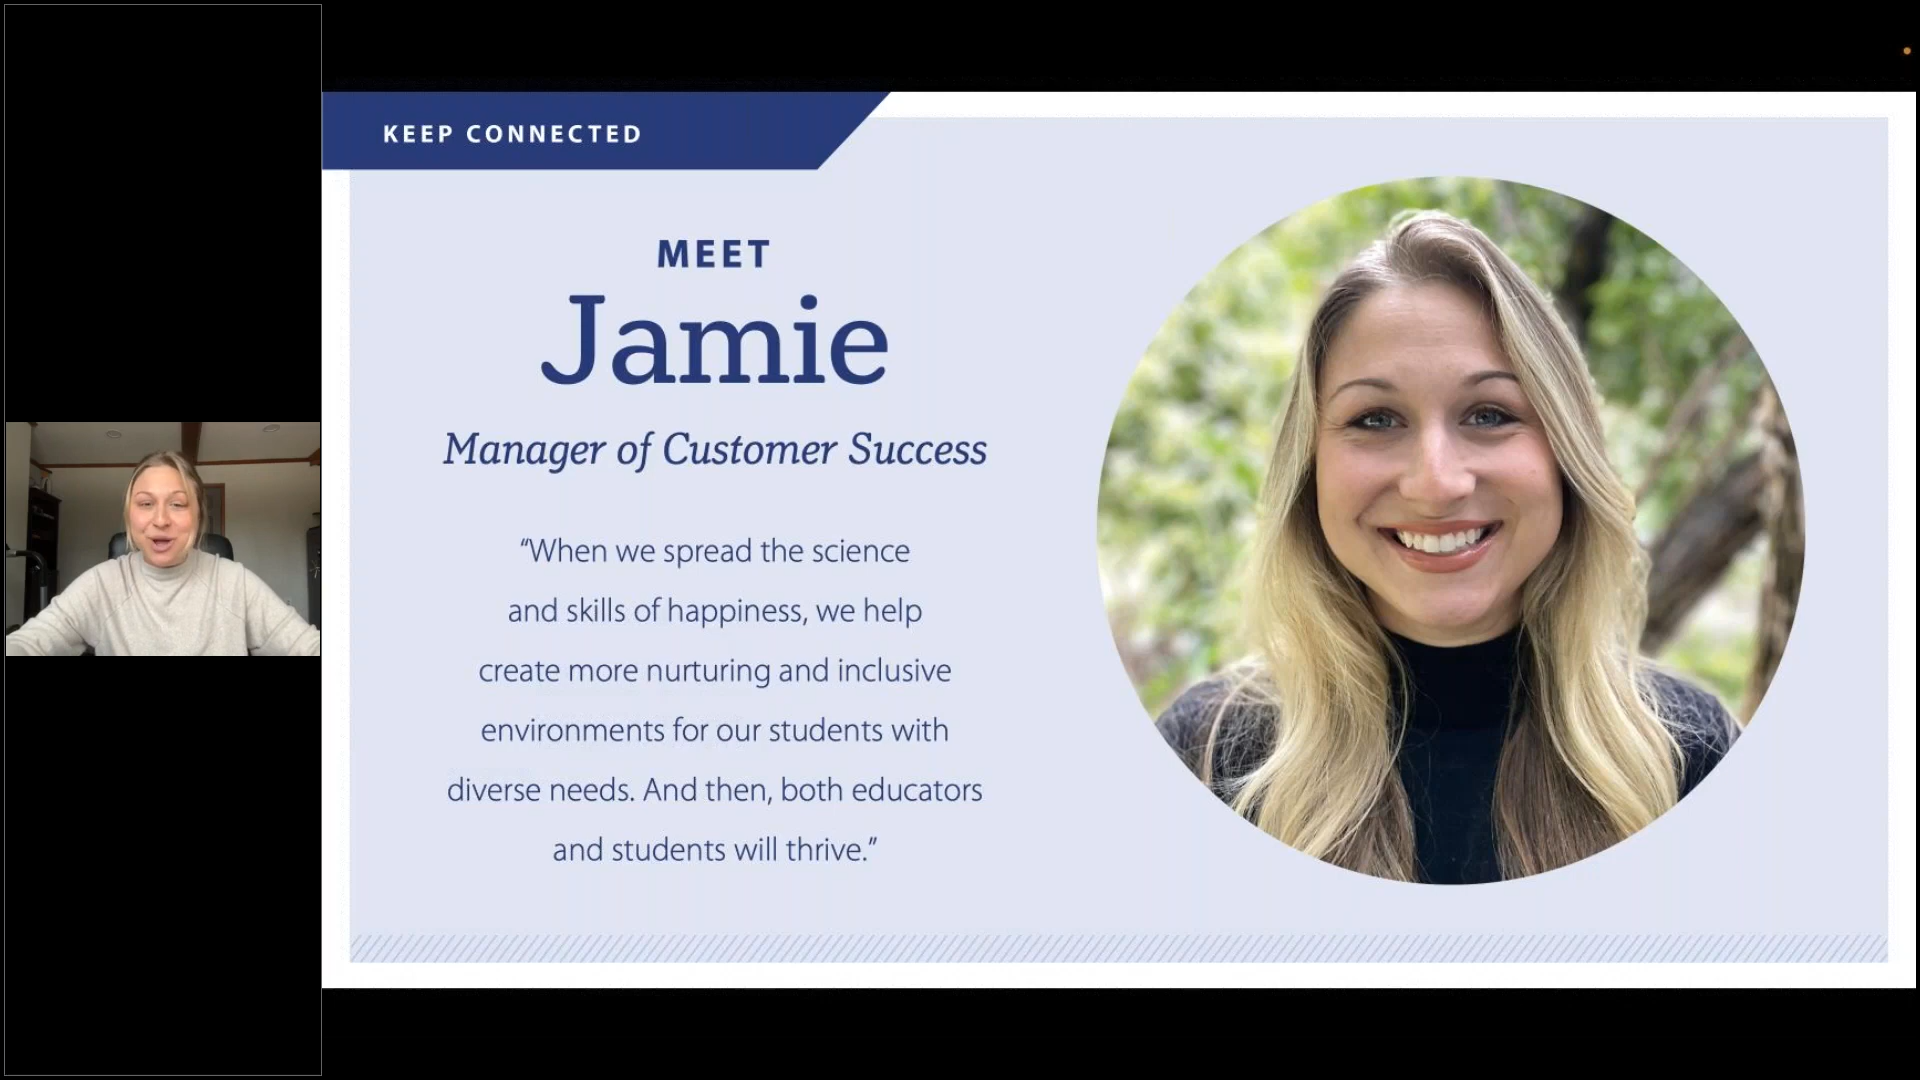 KEEP CONNECTED
MEET
Jamie
Manager of Customer Success
“When we spread the science
and skills of happiness, we help
create more nurturing and inclusive
environments for our students with
diverse needs. And then, both educators
and students will thrive.”